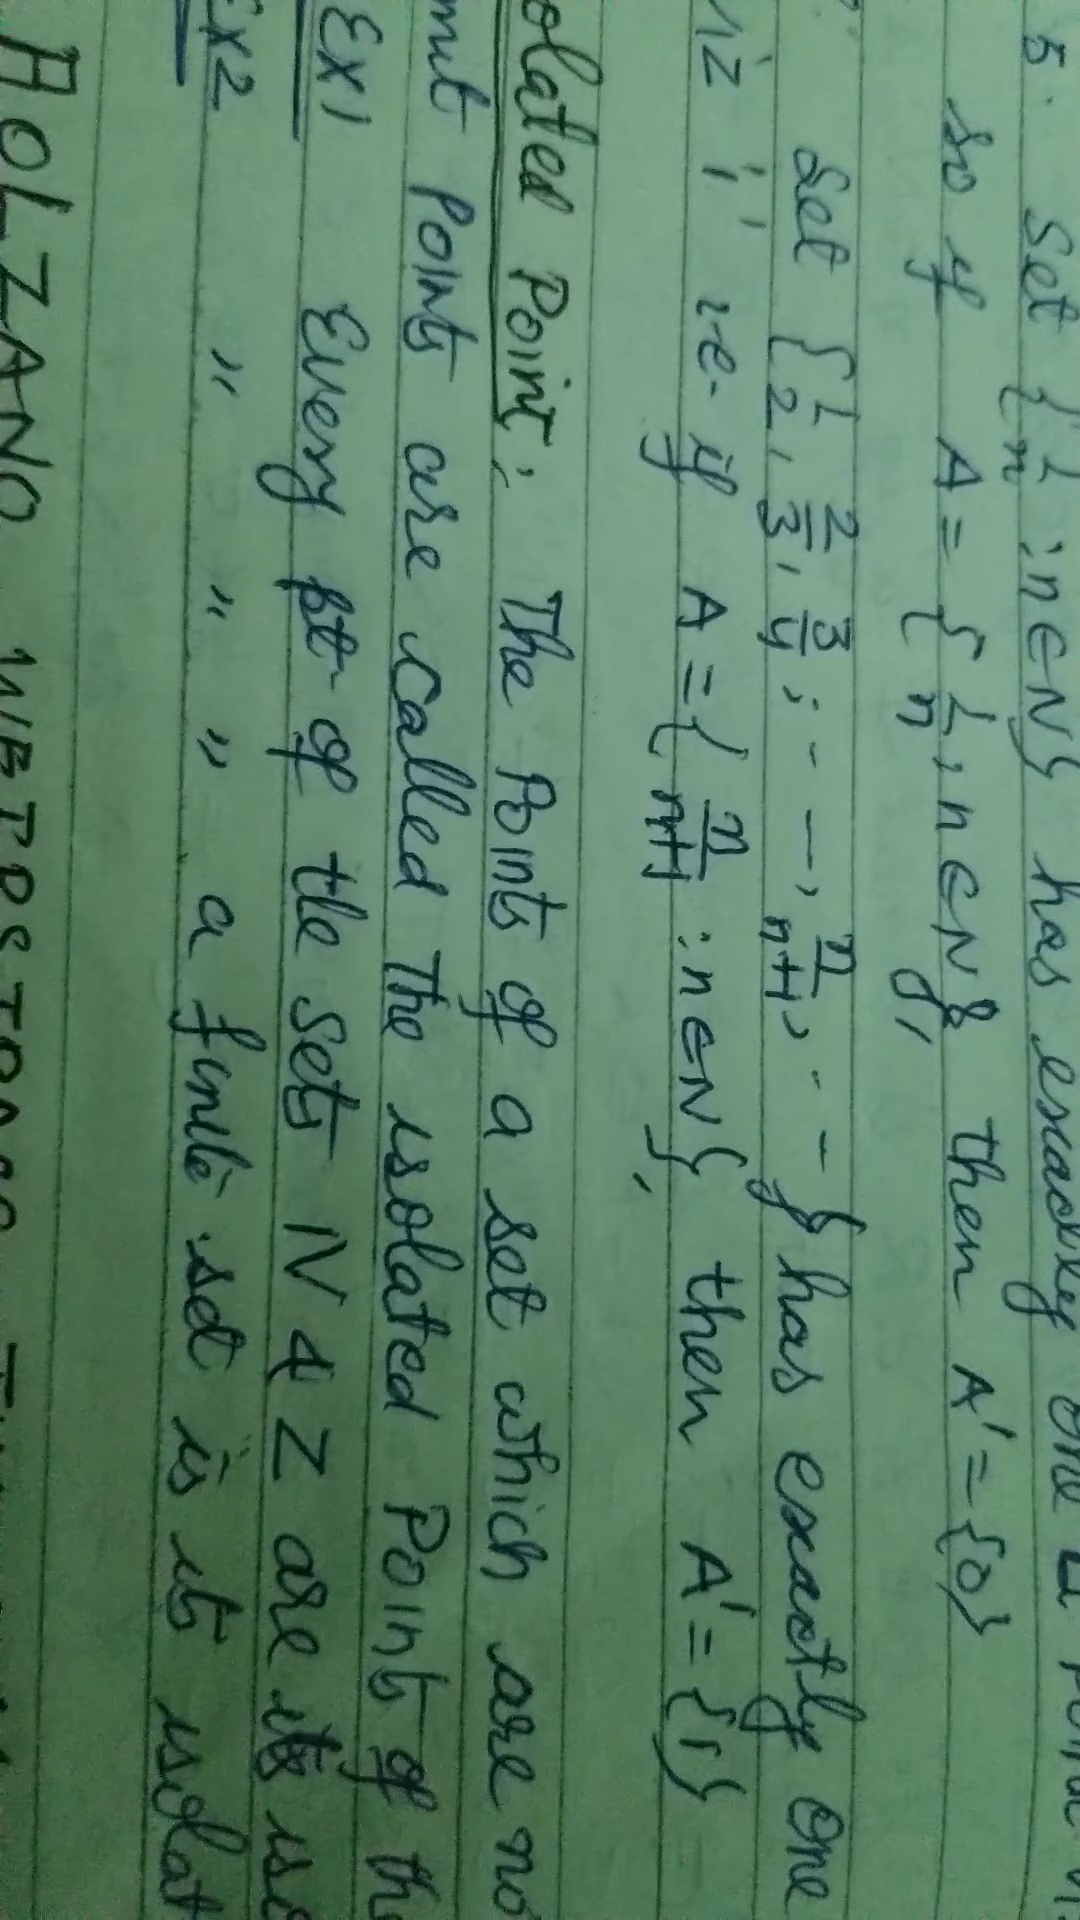 5. Set { 1/n : n ∈ N } has exactly one
so if A = { 1/n, n ∈ N }, then A' = {0}
Set { 1/2, 2/3, 3/4, - - -, n/n+1, - - } has exactly one
viz 1' ie. if A = { n/n+1 : n ∈ N }, then A' = {1}
olated Point: The Points of a set which are no
mit Points are called The isolated Point of the
Ex1 Every pt of the sets N & Z are its iso
Ex2 " " " a finite set is its isolat
BOLZANO WEIERSTRASS